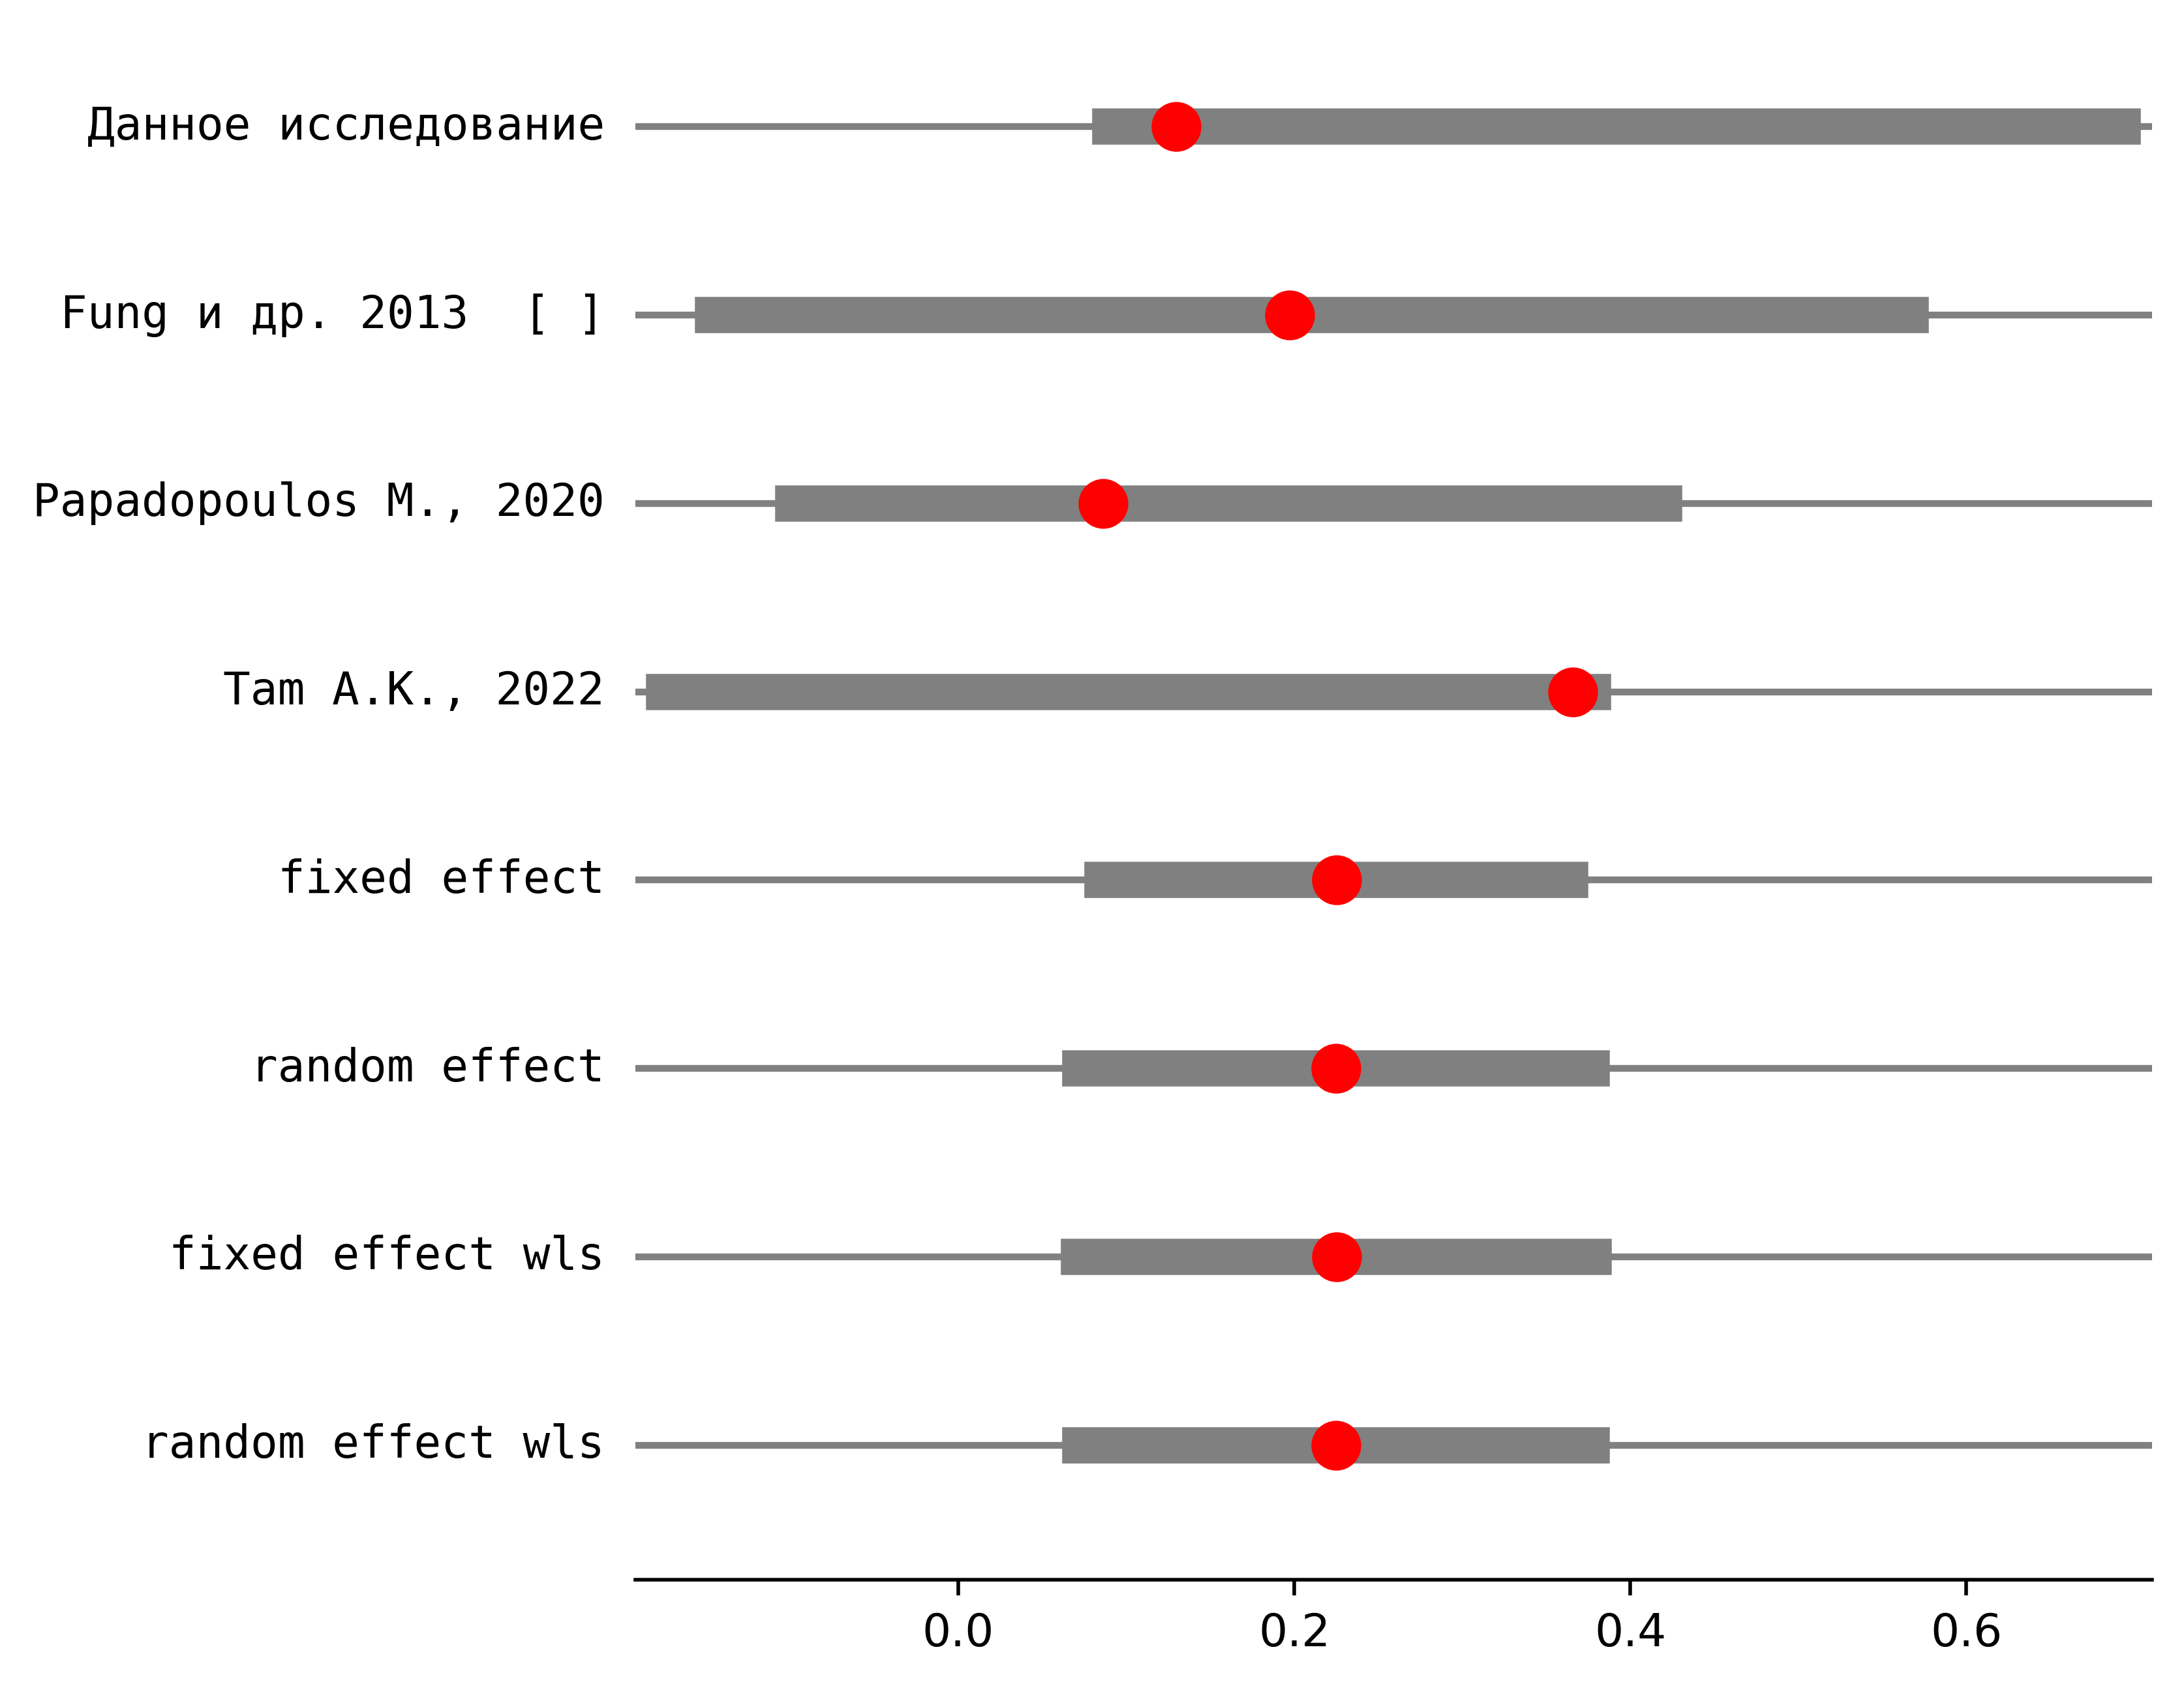 Данное исследование
Fung и др. 2013  [ ]
Papadopoulos M., 2020
Tam A.K., 2022
fixed effect
random effect
fixed effect wls
random effect wls
0.0 0.2 0.4 0.6